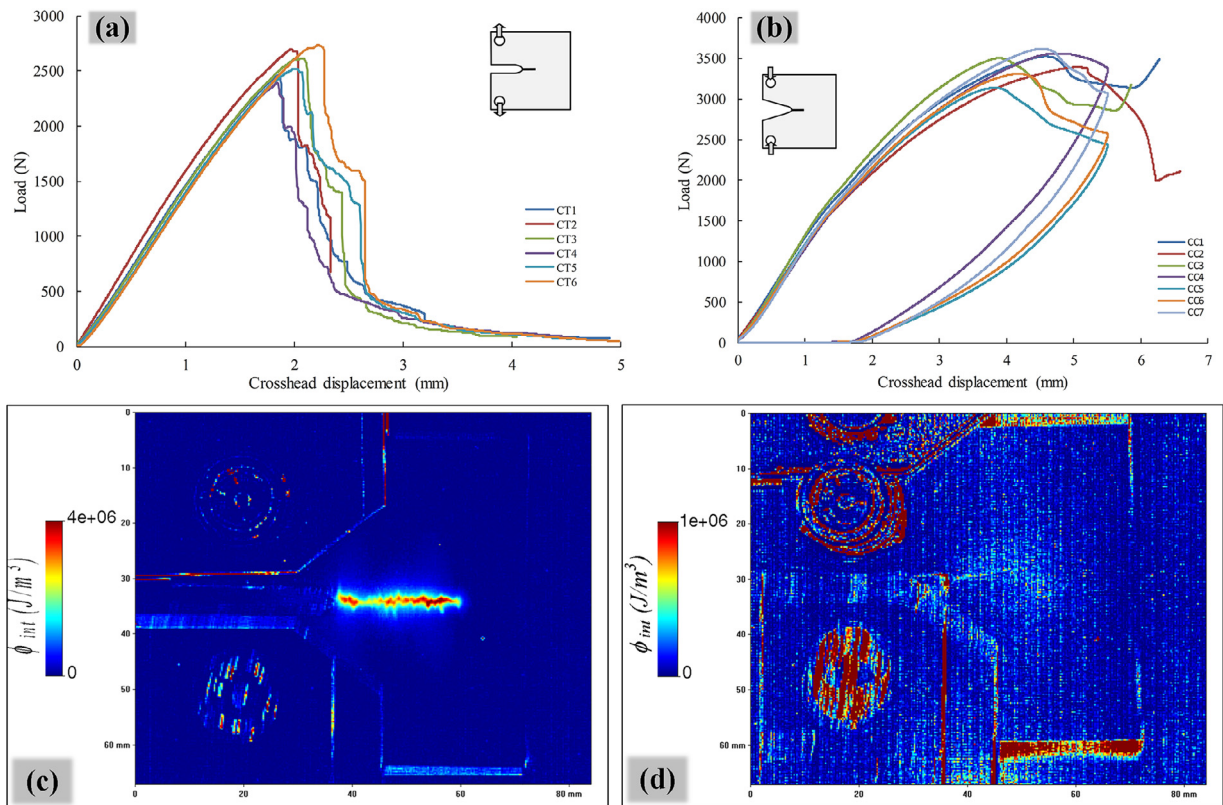 (a)
3000
2500
2000
1500
1000
500
0
Load (N)
0 1 2 3 4 5
Crosshead displacement (mm)
CT1
CT2
CT3
CT4
CT5
CT6
(b)
4000
3500
3000
2500
2000
1500
1000
500
0
Load (N)
0 1 2 3 4 5 6 7
Crosshead displacement (mm)
CC1
CC2
CC3
CC4
CC5
CC6
CC7
0
10
20
30
40
50
60 mm
0 20 40 60 80 mm
4e+06
0
ϕ int (J/m³)
(c)
0
10
20
30
40
50
60 mm
0 20 40 60 80 mm
1e+06
0
ϕ int (J/m³)
(d)